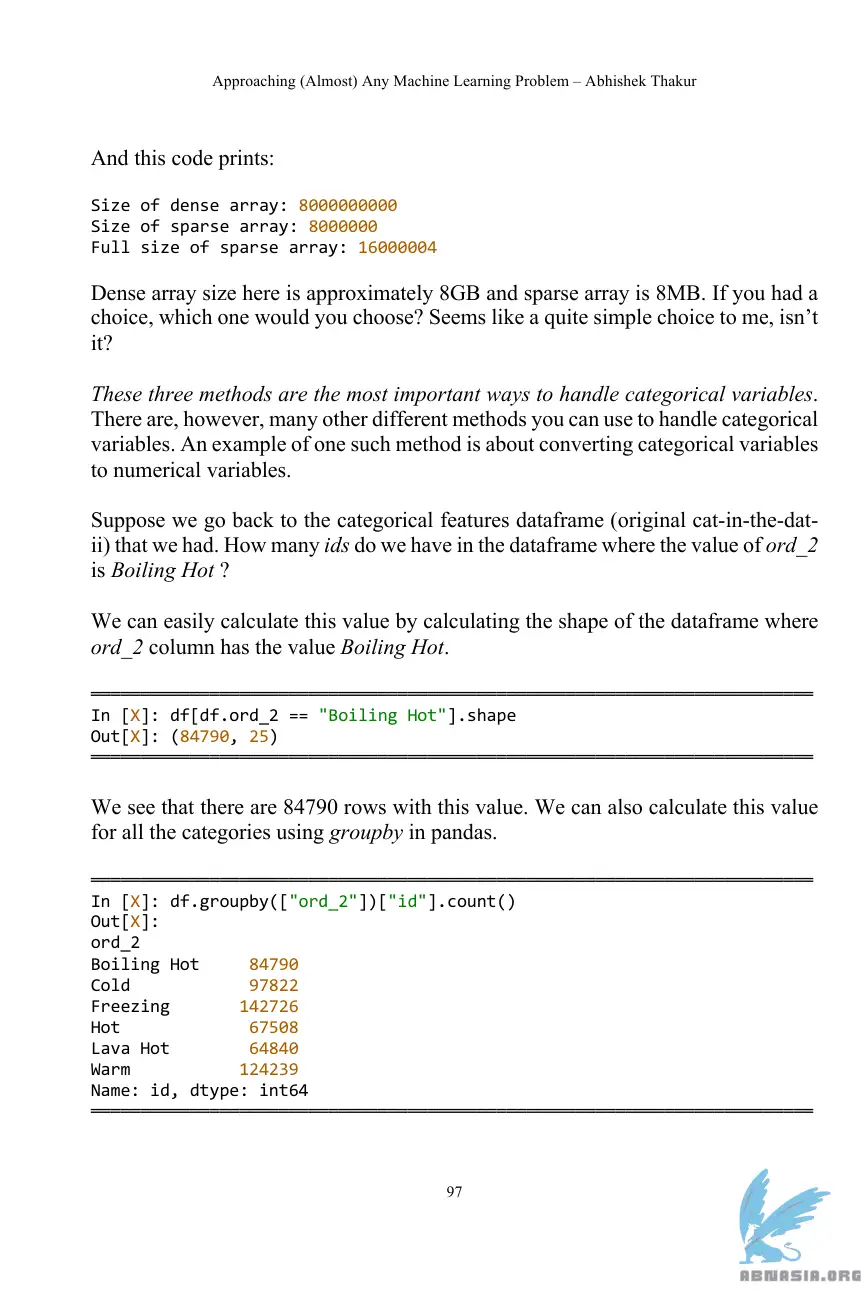 Approaching (Almost) Any Machine Learning Problem – Abhishek Thakur
And this code prints:
Size of dense array: 8000000000
Size of sparse array: 8000000
Full size of sparse array: 16000004
Dense array size here is approximately 8GB and sparse array is 8MB. If you had a
choice, which one would you choose? Seems like a quite simple choice to me, isn’t
it?
These three methods are the most important ways to handle categorical variables.
There are, however, many other different methods you can use to handle categorical
variables. An example of one such method is about converting categorical variables
to numerical variables.
Suppose we go back to the categorical features dataframe (original cat-in-the-dat-
ii) that we had. How many ids do we have in the dataframe where the value of ord_2
is Boiling Hot ?
We can easily calculate this value by calculating the shape of the dataframe where
ord_2 column has the value Boiling Hot.
In [X]: df[df.ord_2 == "Boiling Hot"].shape
Out[X]: (84790, 25)
We see that there are 84790 rows with this value. We can also calculate this value
for all the categories using groupby in pandas.
In [X]: df.groupby(["ord_2"])["id"].count()
Out[X]:
ord_2
Boiling Hot     84790
Cold            97822
Freezing       142726
Hot             67508
Lava Hot        64840
Warm           124239
Name: id, dtype: int64
97
ABNASIA.ORG